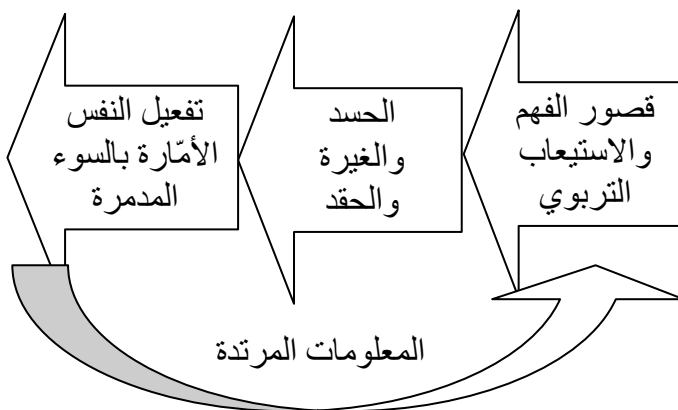 قصور الفهم
والاستيعاب
التربوي
الحسد
والغيرة
والحقد
تفعيل النفس
الأمّارة بالسوء
المدمرة
المعلومات المرتدة